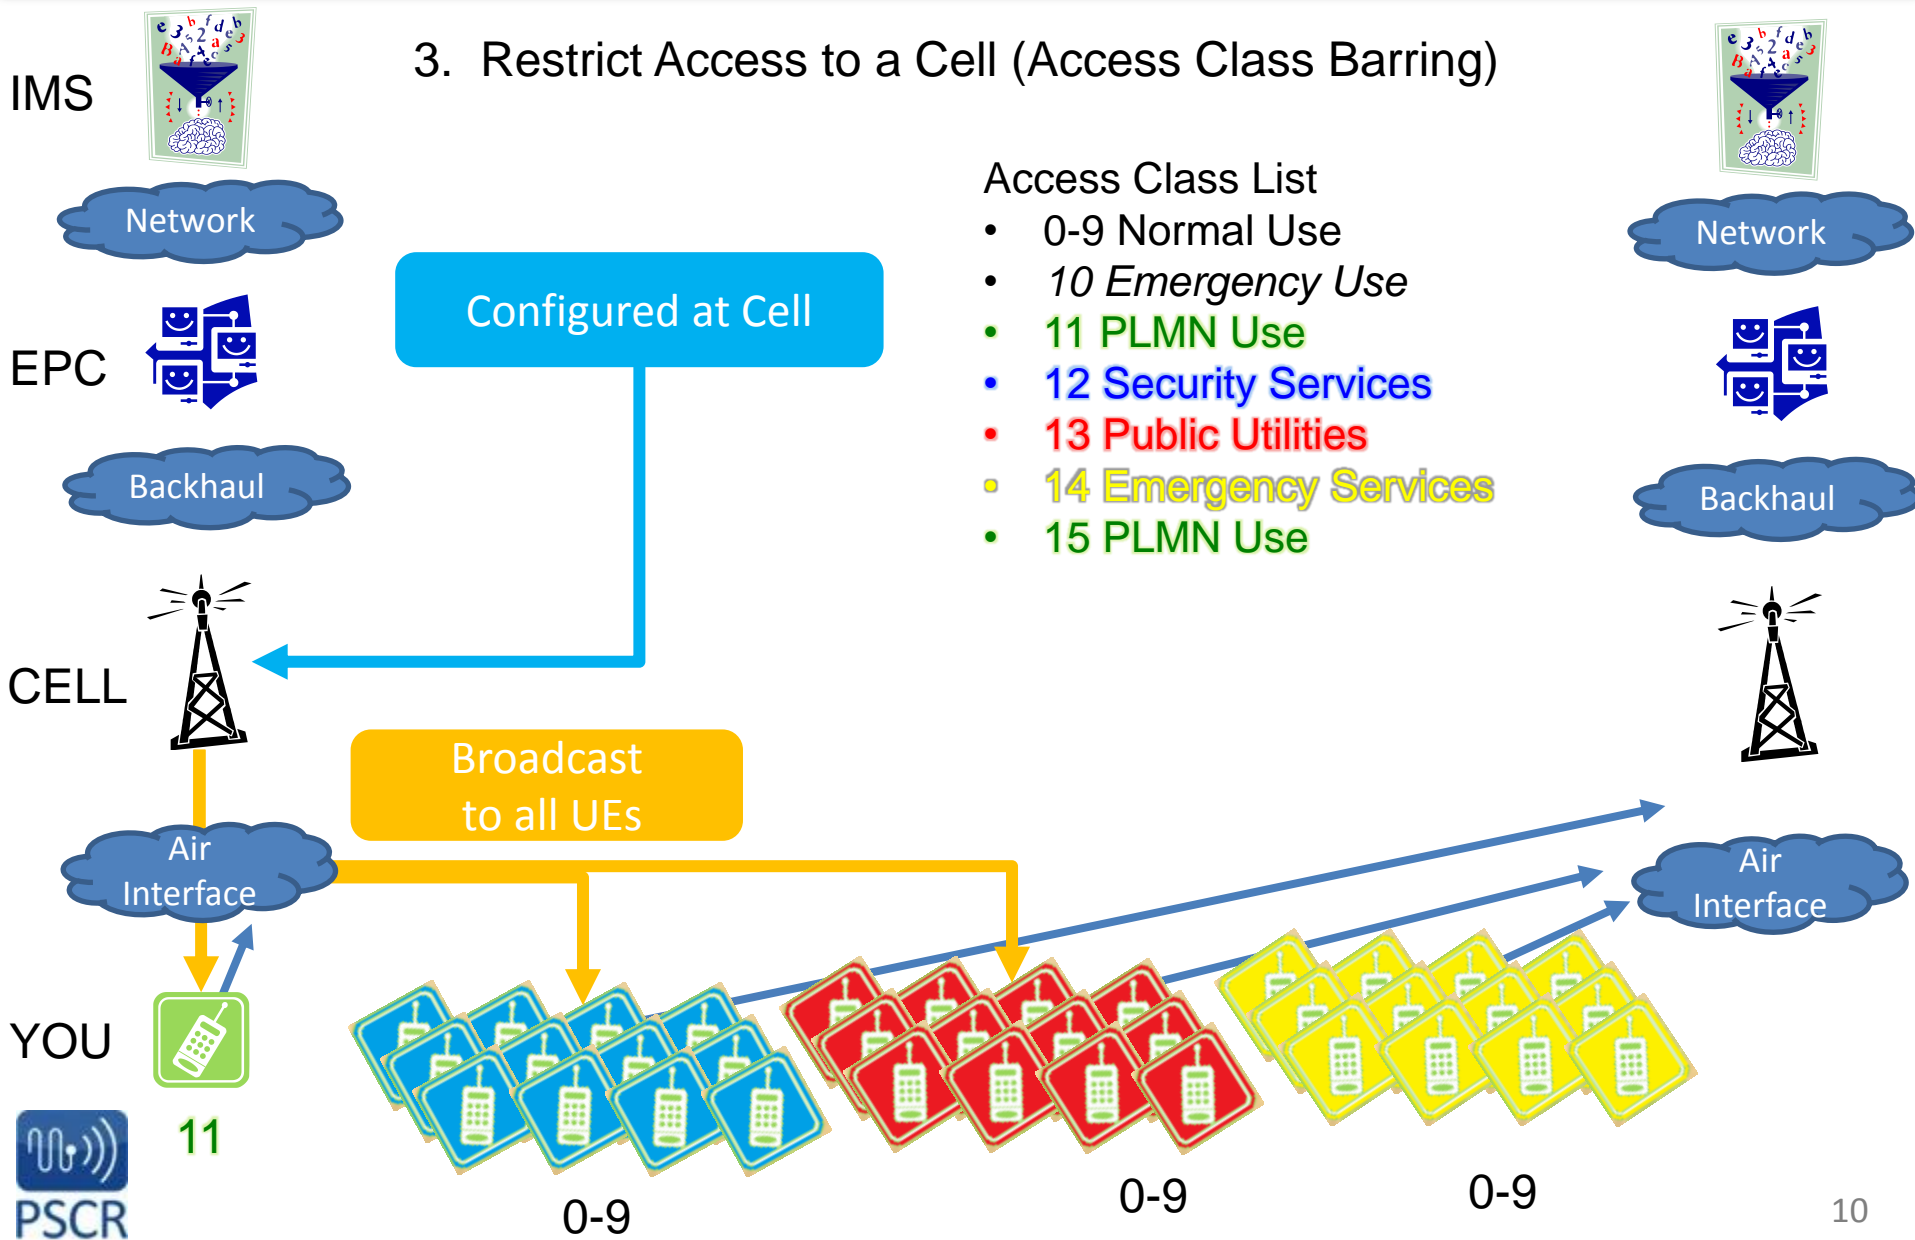 3. Restrict Access to a Cell (Access Class Barring)
IMS
Network
EPC
Backhaul
CELL
Air
Interface
YOU
11
PSCR
Configured at Cell
Broadcast
to all UEs
Access Class List
• 0-9 Normal Use
• 10 Emergency Use
• 11 PLMN Use
• 12 Security Services
• 13 Public Utilities
• 14 Emergency Services
• 15 PLMN Use
Network
Backhaul
Air
Interface
0-9
0-9
0-9
10